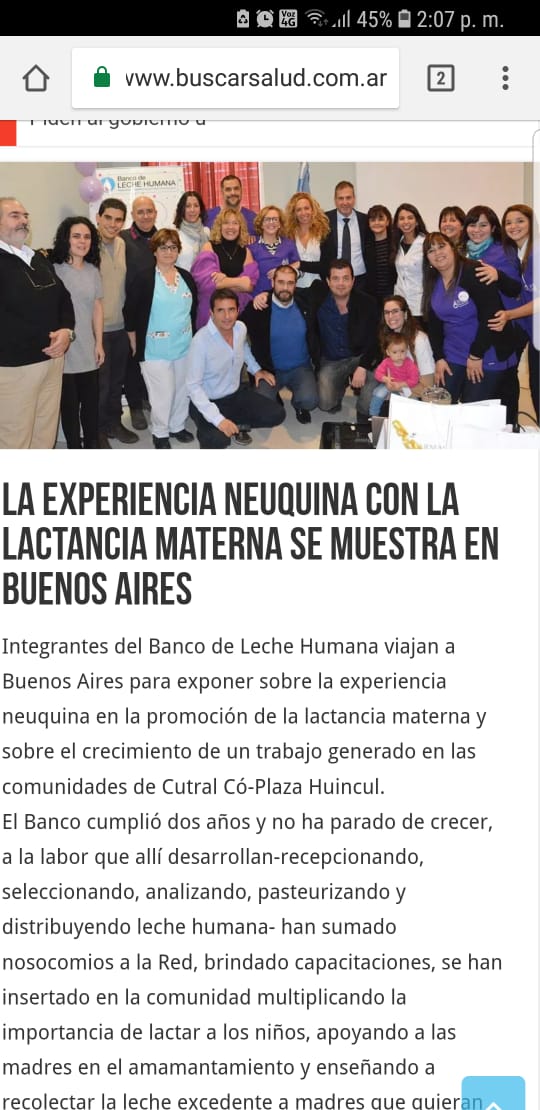 Voz 4G 45% 2:07 p. m.
www.buscarsalud.com.ar 2
Piden al gobierno a
Banco de
LECHE HUMANA
LA EXPERIENCIA NEUQUINA CON LA
LACTANCIA MATERNA SE MUESTRA EN
BUENOS AIRES
Integrantes del Banco de Leche Humana viajan a
Buenos Aires para exponer sobre la experiencia
neuquina en la promoción de la lactancia materna y
sobre el crecimiento de un trabajo generado en las
comunidades de Cutral Có-Plaza Huincul.
El Banco cumplió dos años y no ha parado de crecer,
a la labor que allí desarrollan-recepcionando,
seleccionando, analizando, pasteurizando y
distribuyendo leche humana- han sumado
nosocomios a la Red, brindado capacitaciones, se han
insertado en la comunidad multiplicando la
importancia de lactar a los niños, apoyando a las
madres en el amamantamiento y enseñando a
recolectar la leche excedente a madres que quieran